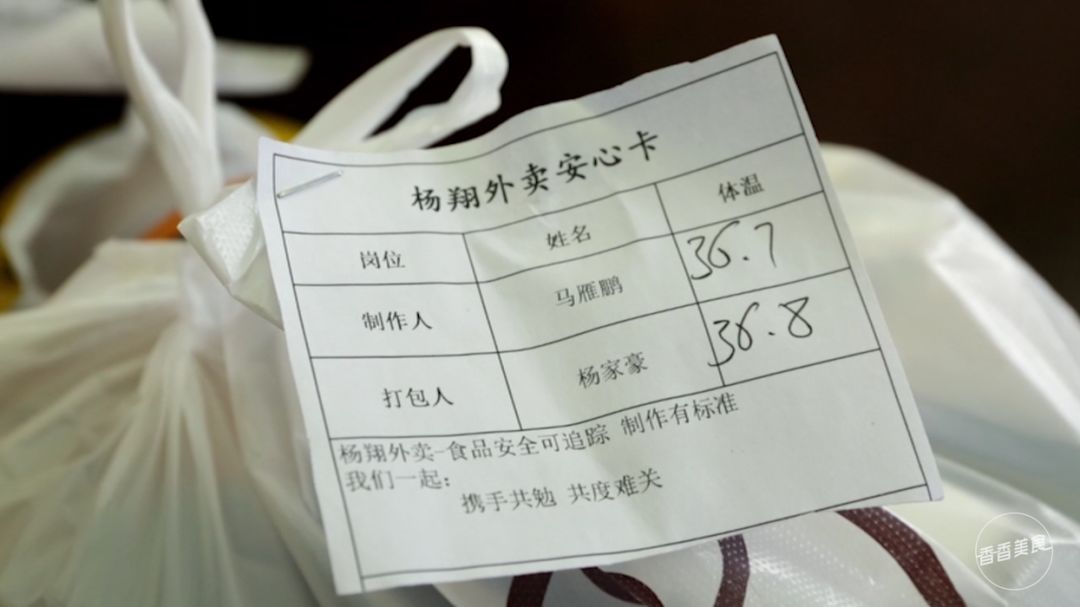 杨翔外卖安心卡
岗位 姓名 体温
制作人 马雁鹏 36.7
打包人 杨家豪 36.8
杨翔外卖-食品安全可追踪 制作有标准
我们一起:
携手共勉 共度难关
香香美食